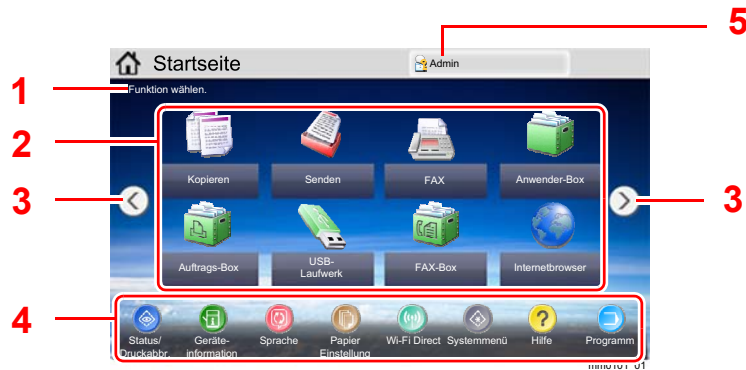 5
Startseite
Admin
1
Funktion wählen.
2
Kopieren
Senden
FAX
Anwender-Box
3
3
Auftrags-Box
USB-
Laufwerk
FAX-Box
Internetbrowser
4
Status/
Druckabbr.
Geräte-
information
Sprache
Papier
Einstellung
Wi-Fi Direct
Systemmenü
?
Hilfe
Programm